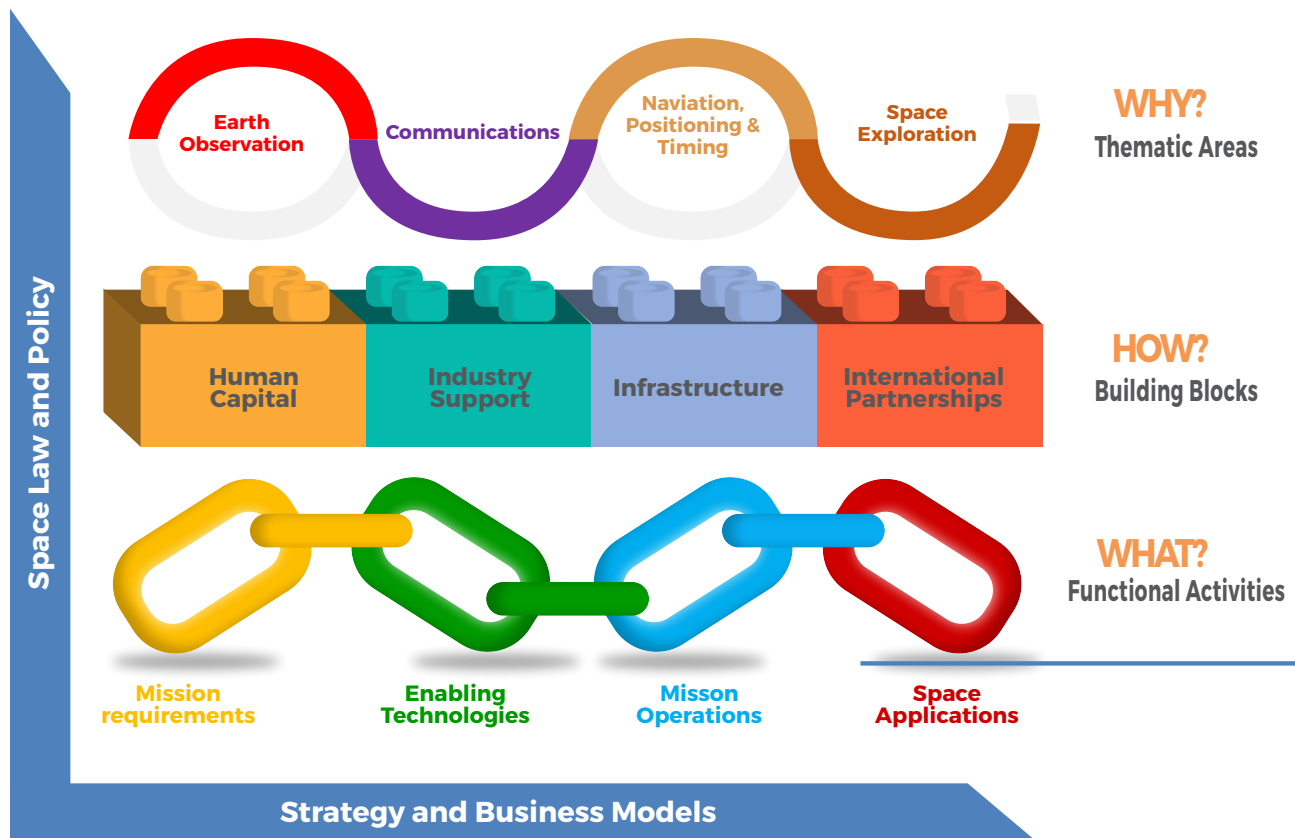 Earth
Observation
Communications
Naviation,
Positioning &
Timing
Space
Exploration
WHY?
Thematic Areas
Space Law and Policy
Human
Capital
Industry
Support
Infrastructure
International
Partnerships
HOW?
Building Blocks
WHAT?
Functional Activities
Mission
requirements
Enabling
Technologies
Misson
Operations
Space
Applications
Strategy and Business Models